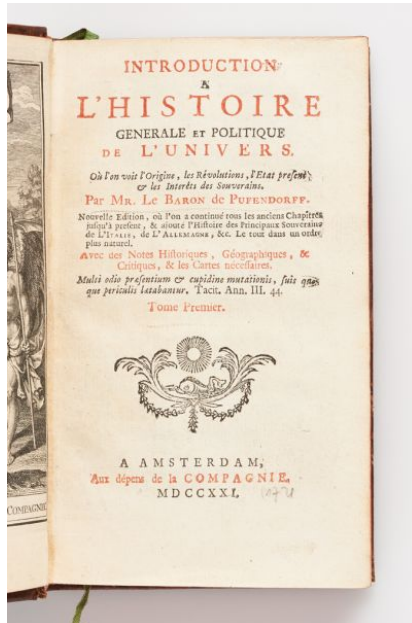 INTRODUCTION
A
L'HISTOIRE
GENERALE ET POLITIQUE
DE L'UNIVERS.
Où l'on voit l'Origine, les Révolutions, l'Etat present,
& les Interêts des Souverains.
Par Mr. Le Baron de Pufendorff.
Nouvelle Edition, où l'on a continué tous les anciens Chapitres
jusqu'à present, & ajouté l'Histoire des Principaux Souverains
de L'Italie, de L'Allemagne, &c. Le tout dans un ordre
plus naturel.
Avec des Notes Historiques, Géographiques, &
Critiques, & les Cartes nécessaires.
Multi odio præsentium & cupidine mutationis, suis quo-
que periculis lætabantur. Tacit. Ann. III. 44.
Tome Premier.
A AMSTERDAM,
Aux dépens de la COMPAGNIE.
MDCCXXI.
COMPAGNIE